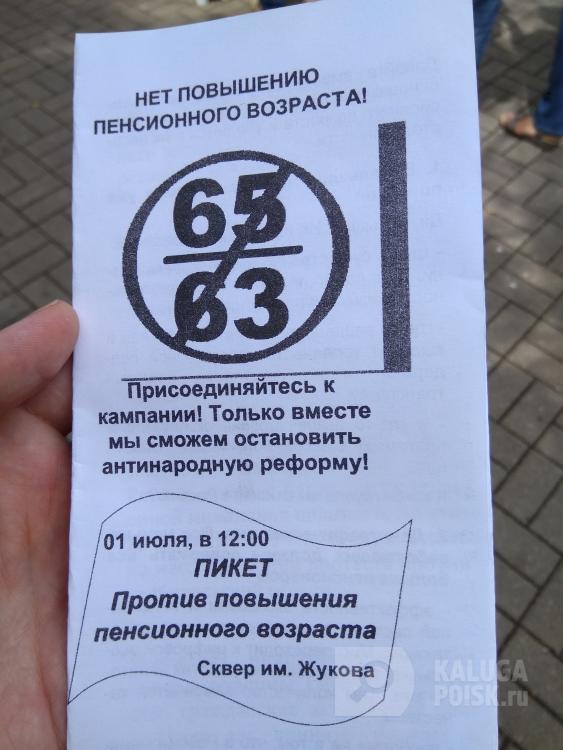 НЕТ ПОВЫШЕНИЮ
ПЕНСИОННОГО ВОЗРАСТА!
65
63
Присоединяйтесь к
кампании! Только вместе
мы сможем остановить
антинародную реформу!
01 июля, в 12:00
ПИКЕТ
Против повышения
пенсионного возраста
Сквер им. Жукова
KALUGA
POISK.ru